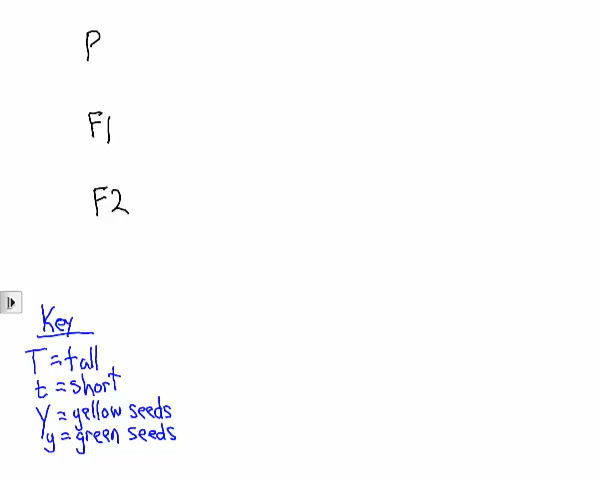 P
F1
F2
Key
T = tall
t = short
Y = yellow seeds
y = green seeds